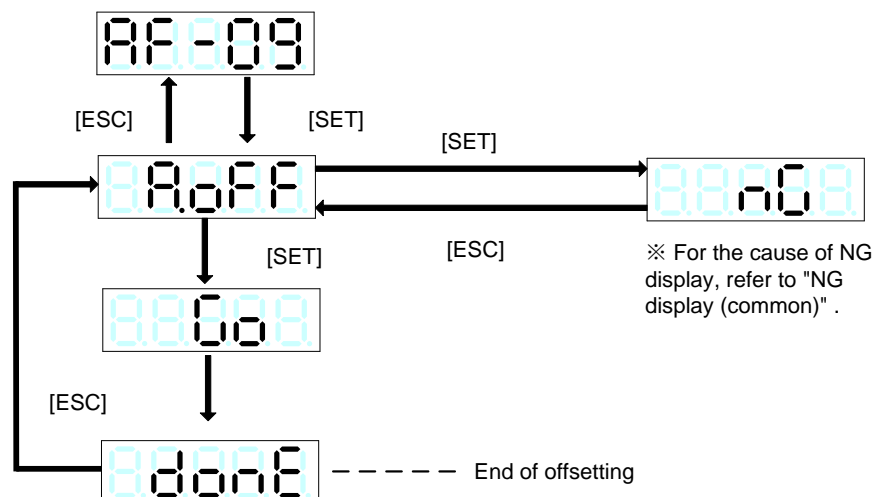 AF-09
[ESC]
[SET]
[SET]
A.oFF
nG
[SET]
[ESC]
※ For the cause of NG
display, refer to "NG
display (common)" .
Go
[ESC]
donE
End of offsetting